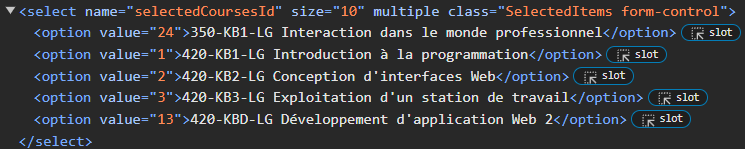 ▼<select name="selectedCoursesId" size="10" multiple class="SelectedItems form-control">
<option value="24">350-KB1-LG Interaction dans le monde professionnel</option> slot
<option value="1">420-KB1-LG Introduction à la programmation</option> slot
<option value="2">420-KB2-LG Conception d'interfaces Web</option> slot
<option value="3">420-KB3-LG Exploitation d'un station de travail</option> slot
<option value="13">420-KBD-LG Développement d'application Web 2</option> slot
</select>